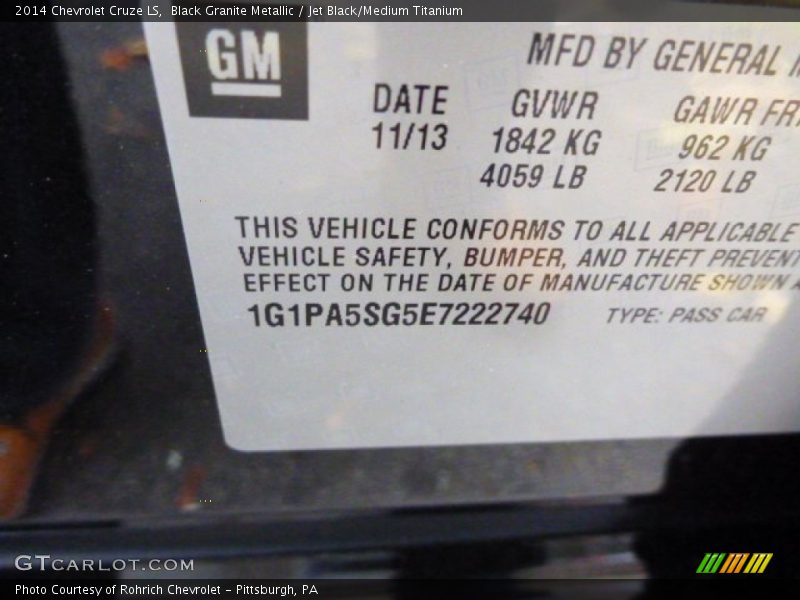 2014 Chevrolet Cruze LS, Black Granite Metallic / Jet Black/Medium Titanium
GM
MFD BY GENERAL
DATE GVWR GAWR FR
11/13 1842 KG 962 KG
4059 LB 2120 LB
THIS VEHICLE CONFORMS TO ALL APPLICABLE
VEHICLE SAFETY, BUMPER, AND THEFT PREVENT
EFFECT ON THE DATE OF MANUFACTURE SHOWN
1G1PA5SG5E7222740 TYPE: PASS CAR
GTCARLOT.COM
Photo Courtesy of Rohrich Chevrolet - Pittsburgh, PA